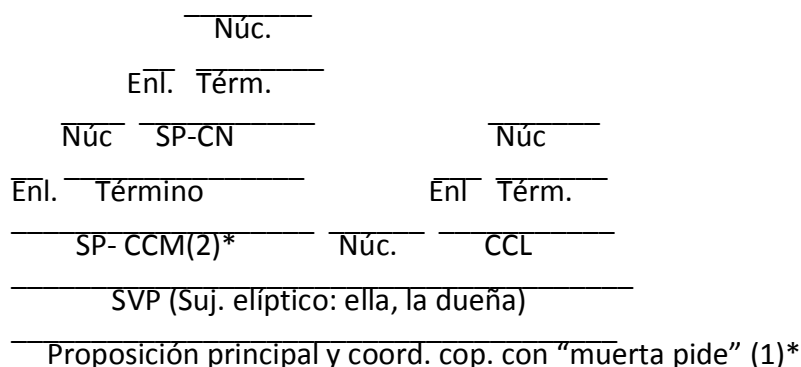 Núc.
Enl. Térm.
Núc SP-CN Núc
Enl. Término Enl Térm.
SP- CCM(2)* Núc. CCL
SVP (Suj. elíptico: ella, la dueña)
Proposición principal y coord. cop. con “muerta pide” (1)*